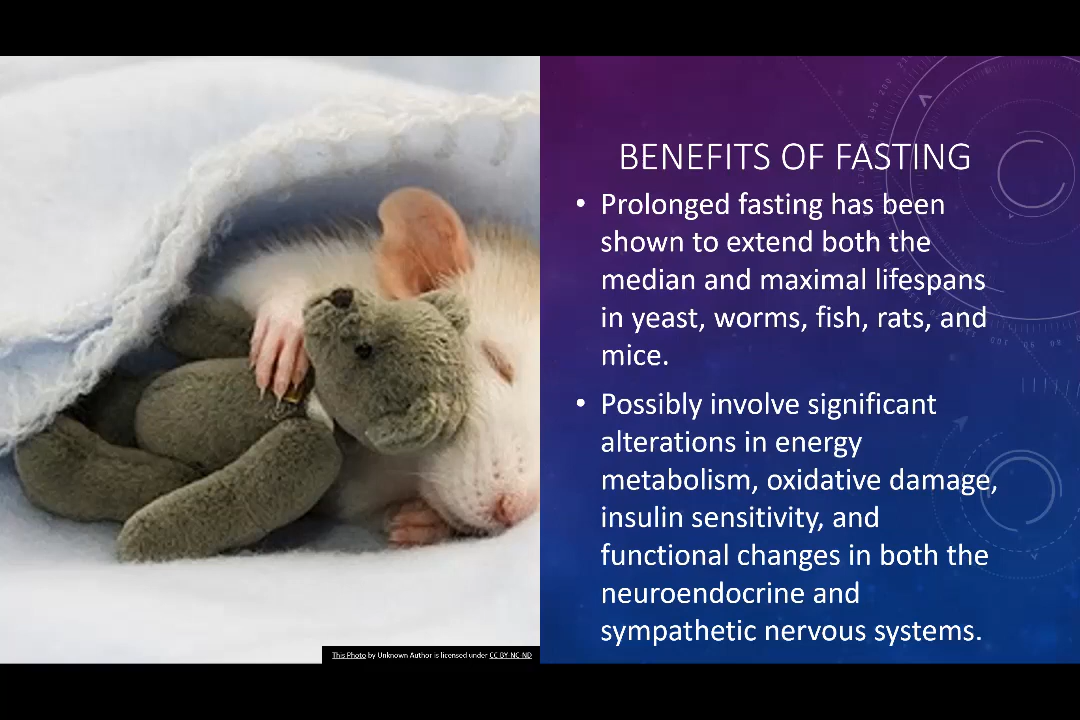 BENEFITS OF FASTING
• Prolonged fasting has been
shown to extend both the
median and maximal lifespans
in yeast, worms, fish, rats, and
mice.
• Possibly involve significant
alterations in energy
metabolism, oxidative damage,
insulin sensitivity, and
functional changes in both the
neuroendocrine and
sympathetic nervous systems.
This Photo by Unknown Author is licensed under CC BY-NC-ND